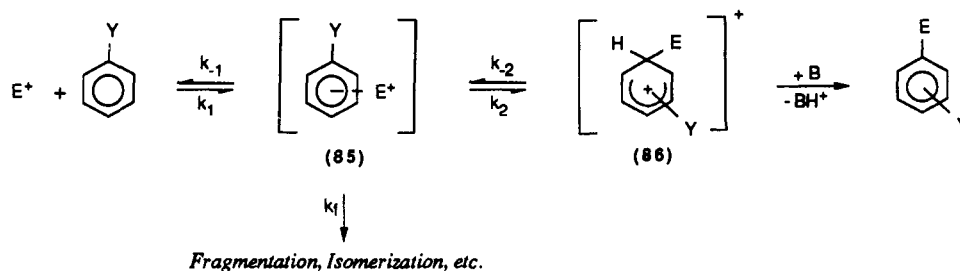 Y
Y
H E
+
E
E⁺ +
k₋₁
k₁
E⁺
k₋₂
k₂
+
Y
+ B
- BH⁺
Y
(85)
(86)
k_f
Fragmentation, Isomerization, etc.